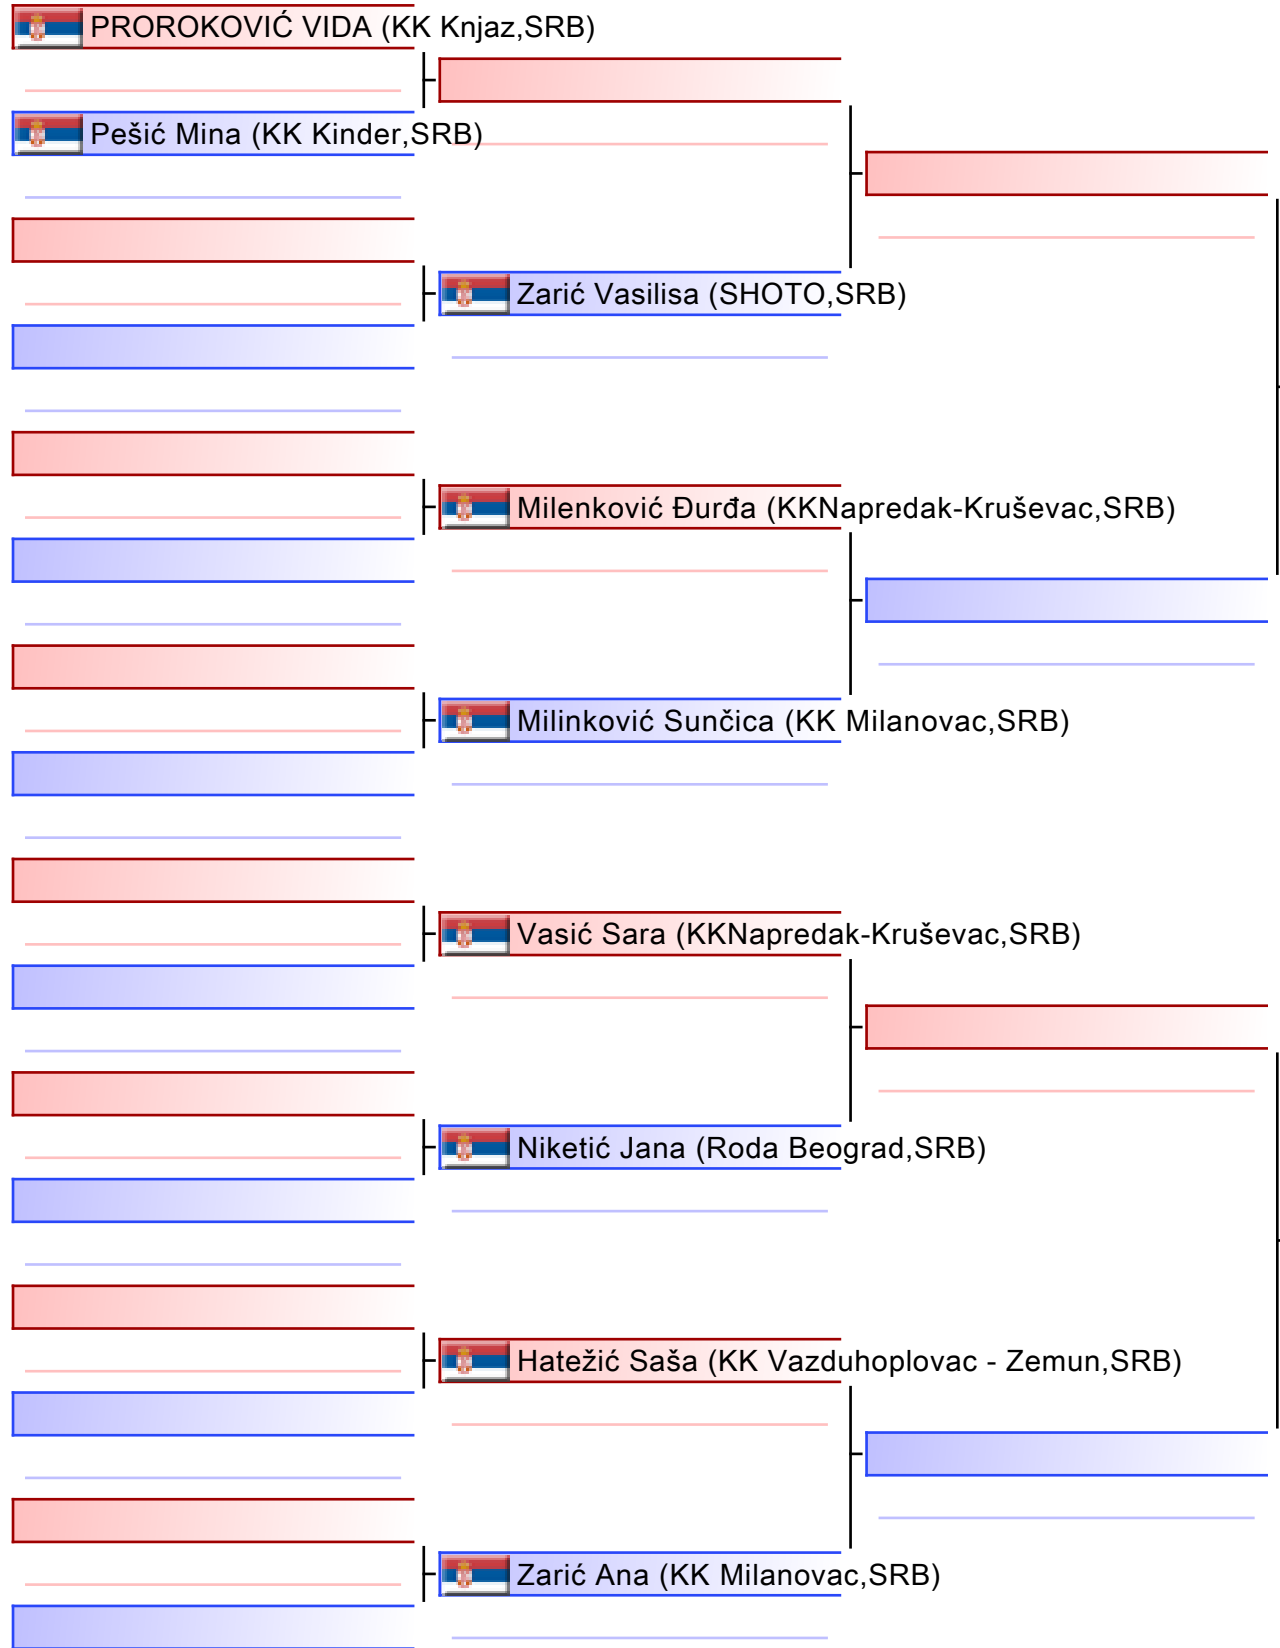 PROROKOVIĆ VIDA (KK Knjaz,SRB)
Pešić Mina (KK Kinder,SRB)
Zarić Vasilisa (SHOTO,SRB)
Milenković Đurđa (KKNapredak-Kruševac,SRB)
Milinković Sunčica (KK Milanovac,SRB)
Vasić Sara (KKNapredak-Kruševac,SRB)
Niketić Jana (Roda Beograd,SRB)
Hatežić Saša (KK Vazduhoplovac - Zemun,SRB)
Zarić Ana (KK Milanovac,SRB)